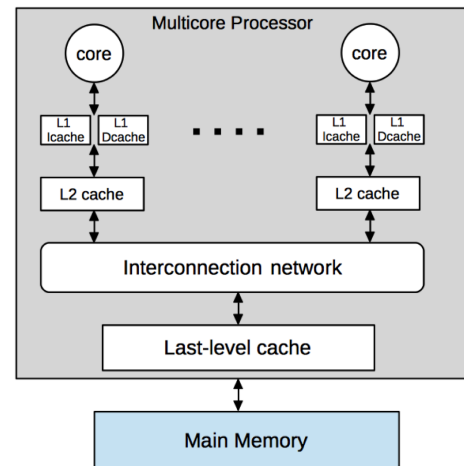 Multicore Processor
core
core
L1
Icache
L1
Dcache
L1
Icache
L1
Dcache
L2 cache
L2 cache
Interconnection network
Last-level cache
Main Memory